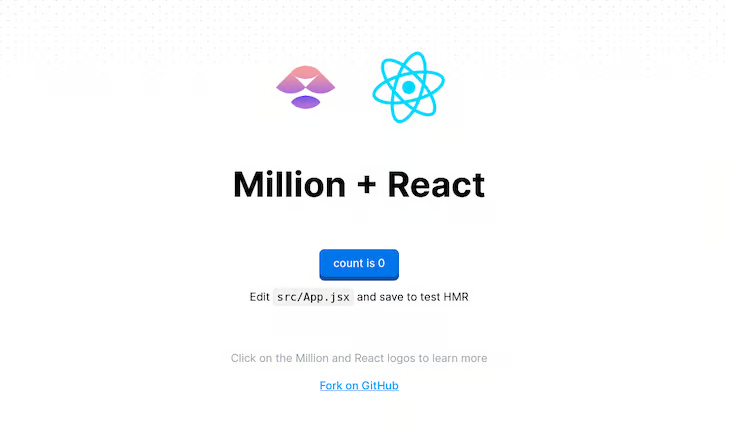 Million + React
count is 0
Edit src/App.jsx and save to test HMR
Click on the Million and React logos to learn more
Fork on GitHub